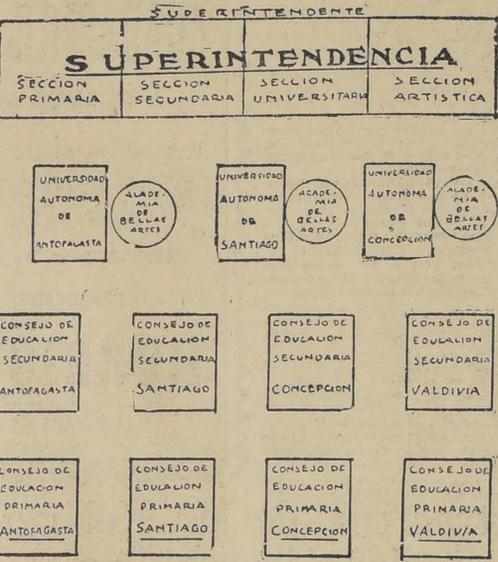 SUPERINTENDENTE
SUPERINTENDENCIA
SECCION PRIMARIA
SECCION SECUNDARIA
SECCION UNIVERSITARIA
SECCION ARTISTICA
UNIVERSIDAD
AUTONOMA
DE
ANTOFAGASTA
ACADE-
MIA
DE
BELLAS
ARTES
UNIVERSIDAD
AUTONOMA
DE
SANTIAGO
ACADE-
MIA
DE
BELLAS
ARTES
UNIVERSIDAD
AUTONOMA
DE
CONCEPCION
ACADE-
MIA
DE
BELLAS
ARTES
CONSEJO DE
EDUCACION
SECUNDARIA
ANTOFAGASTA
CONSEJO DE
EDUCACION
SECUNDARIA
SANTIAGO
CONSEJO DE
EDUCACION
SECUNDARIA
CONCEPCION
CONSEJO DE
EDUCACION
SECUNDARIA
VALDIVIA
CONSEJO DE
EDUCACION
PRIMARIA
ANTOFAGASTA
CONSEJO DE
EDUCACION
PRIMARIA
SANTIAGO
CONSEJO DE
EDUCACION
PRIMARIA
CONCEPCION
CONSEJO DE
EDUCACION
PRIMARIA
VALDIVIA